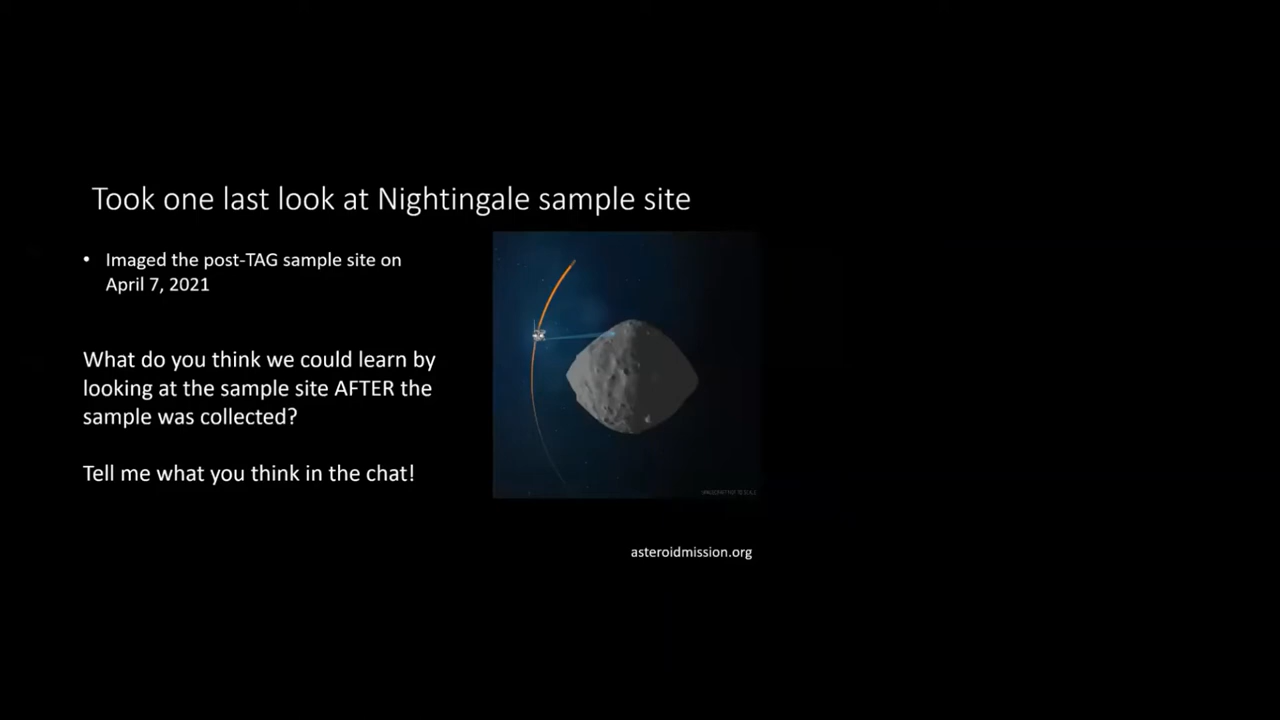 Took one last look at Nightingale sample site
• Imaged the post-TAG sample site on
April 7, 2021
What do you think we could learn by
looking at the sample site AFTER the
sample was collected?
Tell me what you think in the chat!
asteroidmission.org